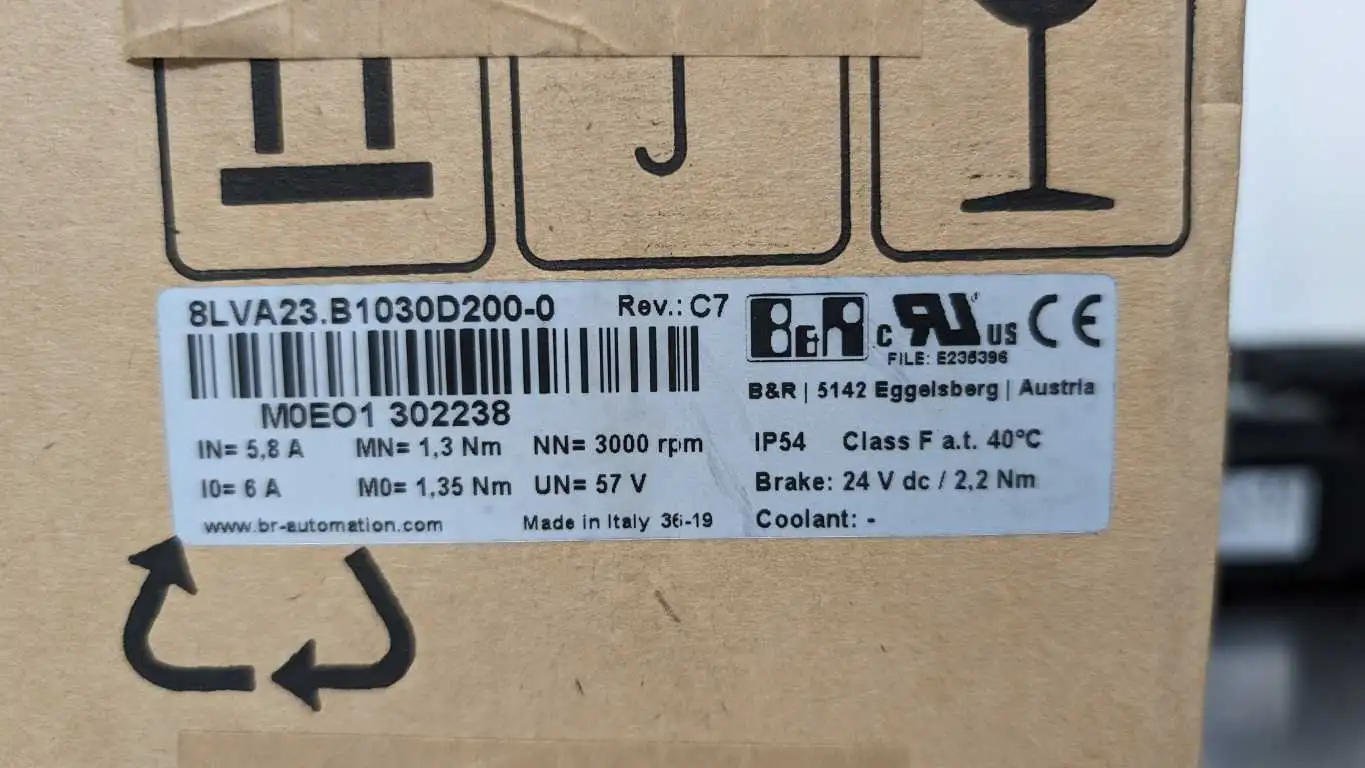 8LVA23.B1030D200-0 Rev.: C7
B&R c RU US CE
FILE: E235396
M0EO1 302238
B&R | 5142 Eggelsberg | Austria
IN= 5,8 A MN= 1,3 Nm NN= 3000 rpm IP54 Class F a.t. 40°C
I0= 6 A M0= 1,35 Nm UN= 57 V Brake: 24 V dc / 2,2 Nm
www.br-automation.com Made in Italy 36-19 Coolant: -